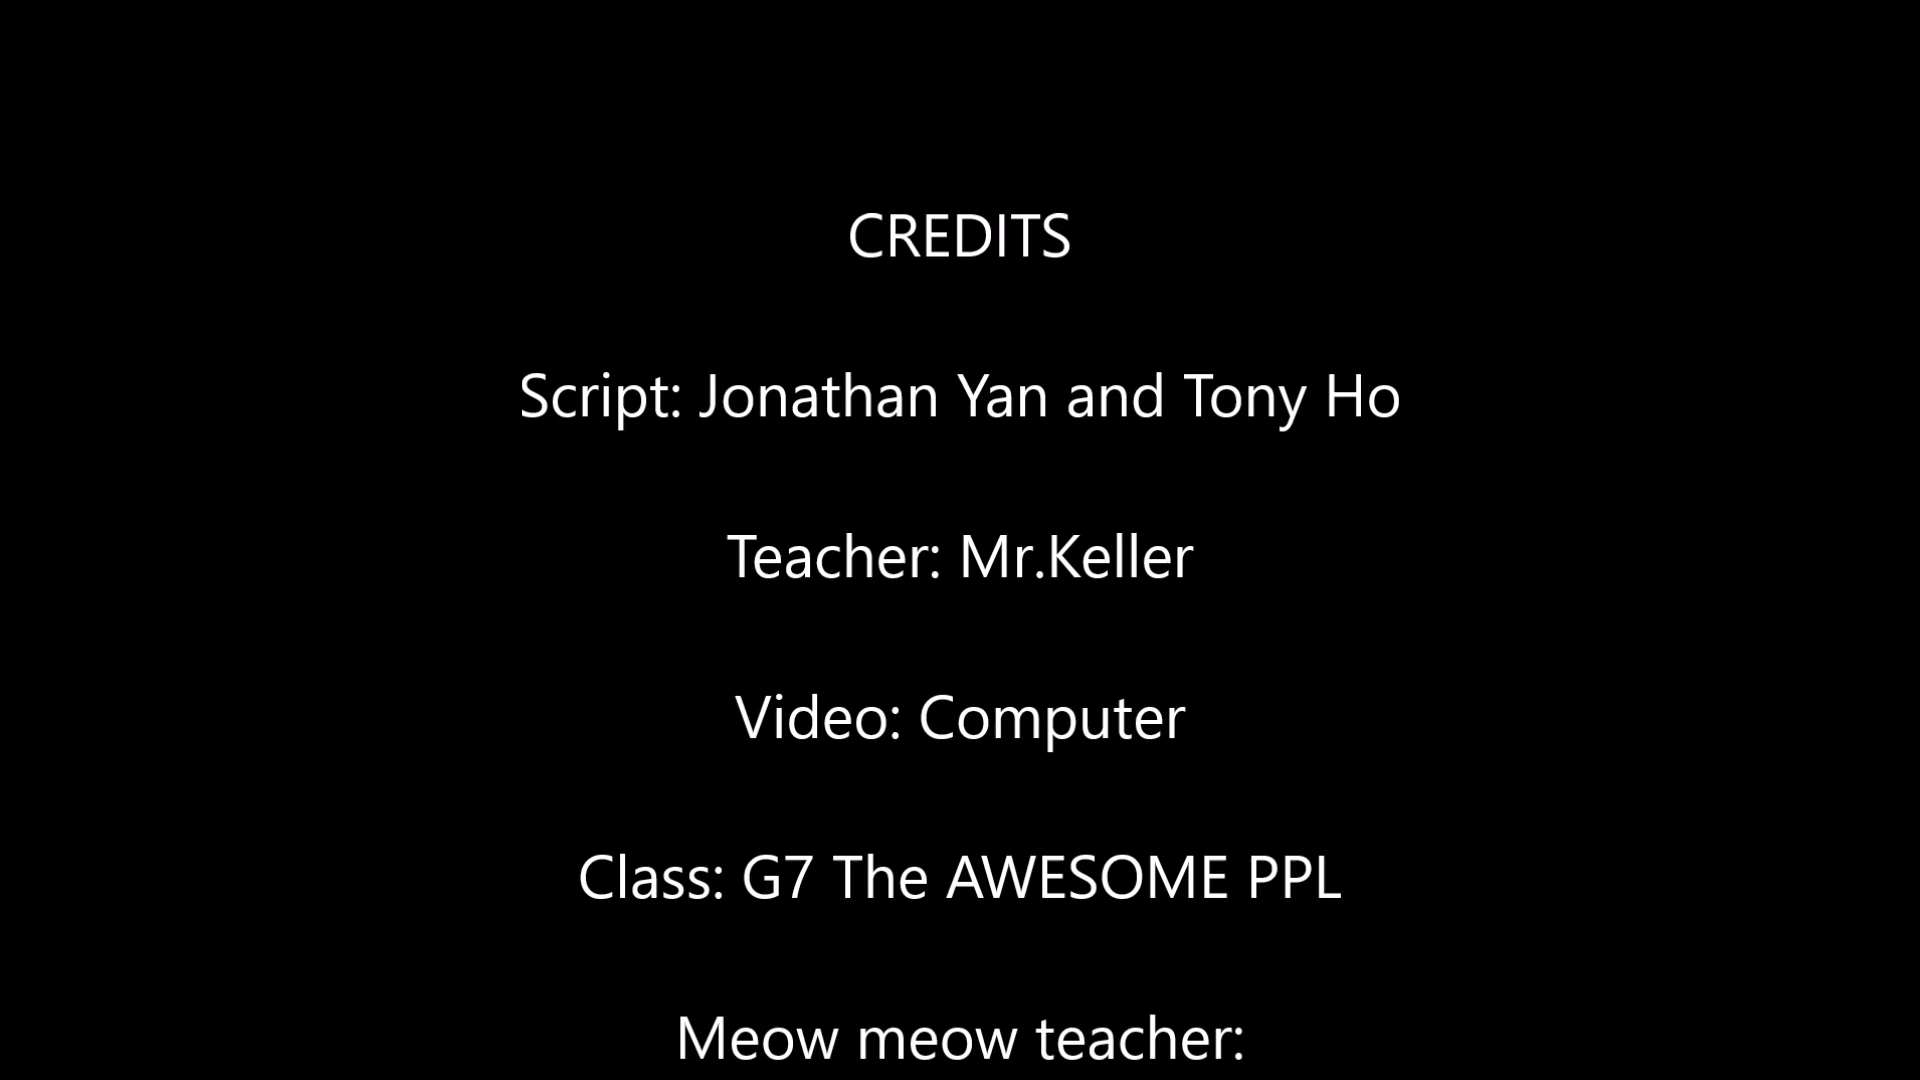 CREDITS
Script: Jonathan Yan and Tony Ho
Teacher: Mr.Keller
Video: Computer
Class: G7 The AWESOME PPL
Meow meow teacher: